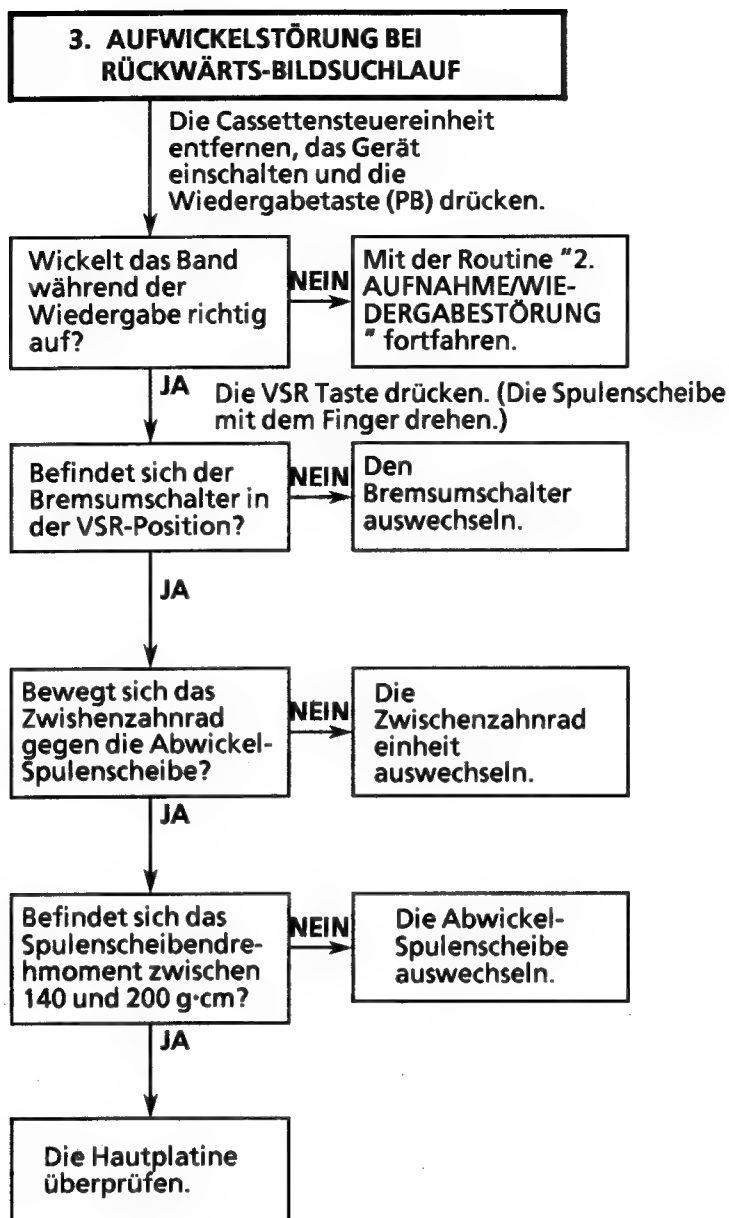 3. AUFWICKELSTÖRUNG BEI
RÜCKWÄRTS-BILDSUCHLAUF
Die Cassettensteuereinheit
entfernen, das Gerät
einschalten und die
Wiedergabetaste (PB) drücken.
Wickelt das Band
während der
Wiedergabe richtig
auf?
NEIN
Mit der Routine "2.
AUFNAHME/WIE-
DERGABESTÖRUNG
" fortfahren.
JA
Die VSR Taste drücken. (Die Spulenscheibe
mit dem Finger drehen.)
Befindet sich der
Bremsumschalter in
der VSR-Position?
NEIN
Den
Bremsumschalter
auswechseln.
JA
Bewegt sich das
Zwishenzahnrad
gegen die Abwickel-
Spulenscheibe?
NEIN
Die
Zwischenzahnrad
einheit
auswechseln.
JA
Befindet sich das
Spulenscheibendre-
hmoment zwischen
140 und 200 g·cm?
NEIN
Die Abwickel-
Spulenscheibe
auswechseln.
JA
Die Hautplatine
überprüfen.